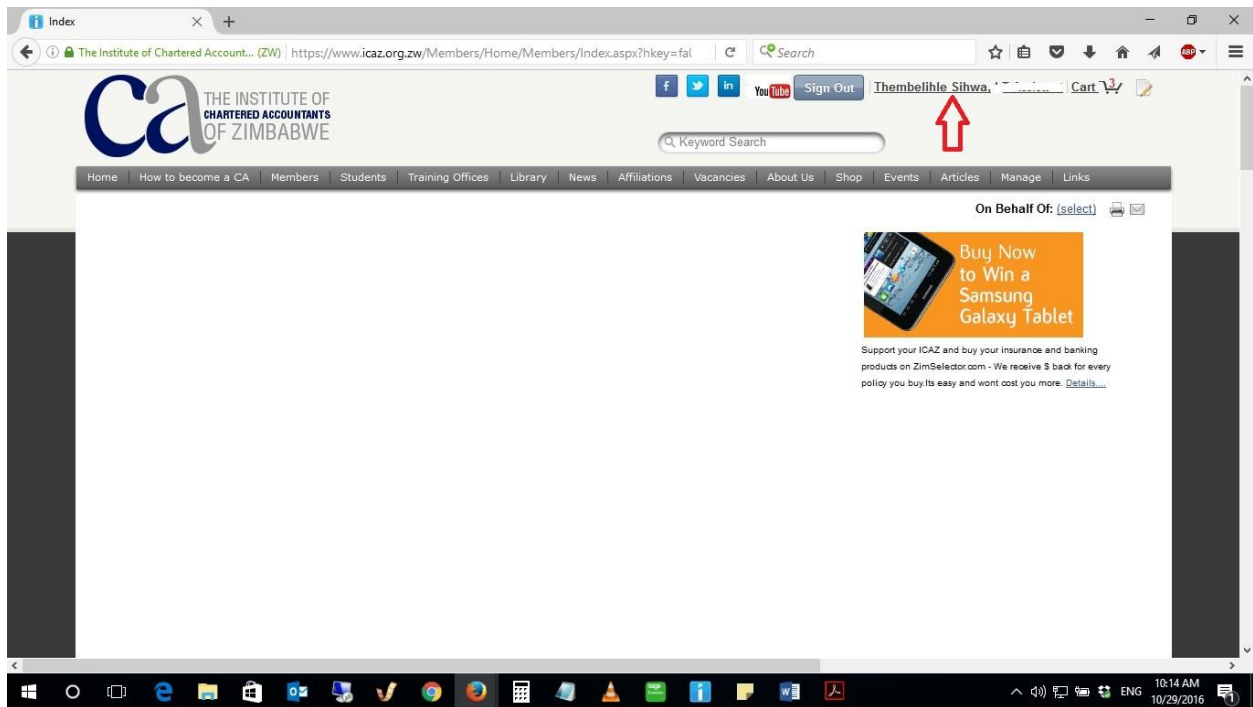 Index
The Institute of Chartered Account... (ZW) https://www.icaz.org.zw/Members/Home/Members/Index.aspx?hkey=fa Search ABP
THE INSTITUTE OF
CHARTERED ACCOUNTANTS
OF ZIMBABWE
ca
f in You Tube Sign Out Thembelihle Sihwa, Cart 3
Keyword Search
Home How to become a CA Members Students Training Offices Library News Affiliations Vacancies About Us Shop Events Articles Manage Links
On Behalf Of: (select)
Buy Now
to Win a
Samsung
Galaxy Tablet
Support your ICAZ and buy your insurance and banking
products on ZimSelector.com - We receive $ back for every
policy you buy.Its easy and wont cost you more. Details....
ENG
10:14 AM
10/29/2016